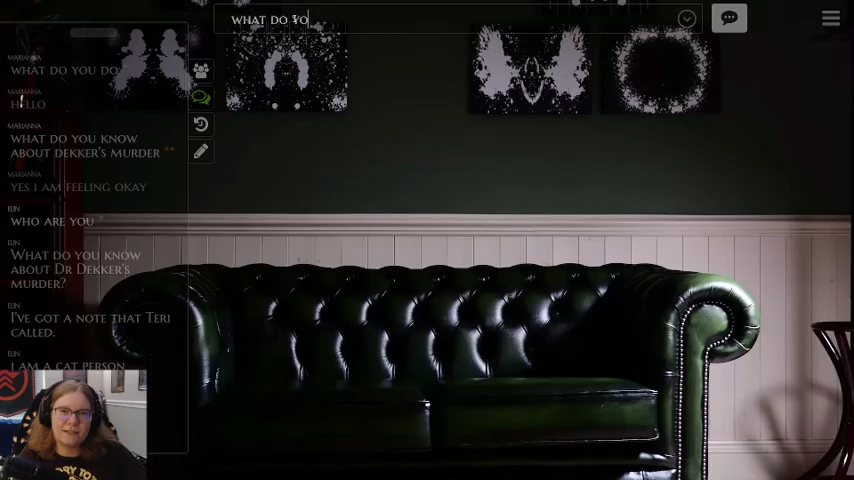 WHAT DO YO
MARIANNA
WHAT DO YOU DO
MARIANNA
HELLO
MARIANNA
WHAT DO YOU KNOW
ABOUT DEKKER'S MURDER **
MARIANNA
YES I AM FEELING OKAY
ELIN
WHO ARE YOU *
ELIN
WHAT DO YOU KNOW
ABOUT DR DEKKER'S
MURDER?
ELIN
I'VE GOT A NOTE THAT TERI
CALLED.
ELIN
I AM A CAT PERSON